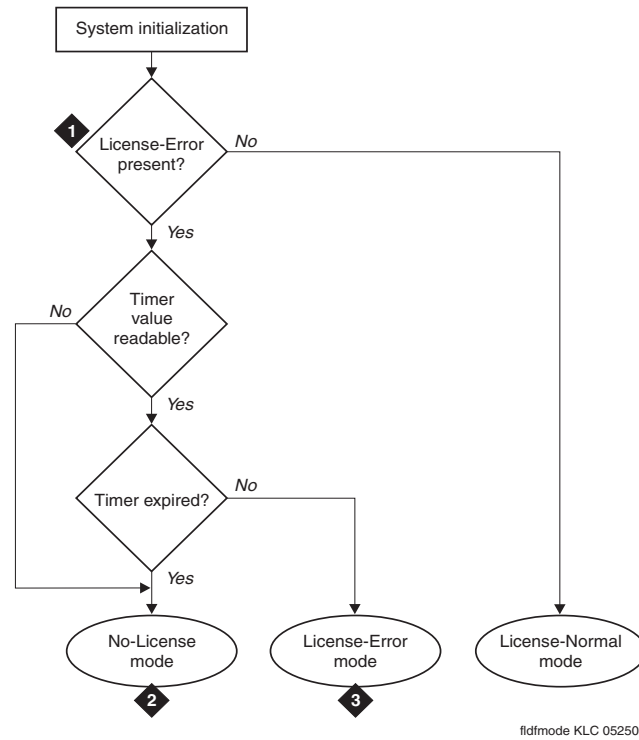 System initialization
1
License-Error
present?
No
Yes
Timer
value
readable?
No
Yes
Timer expired?
No
Yes
No-License
mode
License-Error
mode
License-Normal
mode
2
3
fldfmode KLC 052505